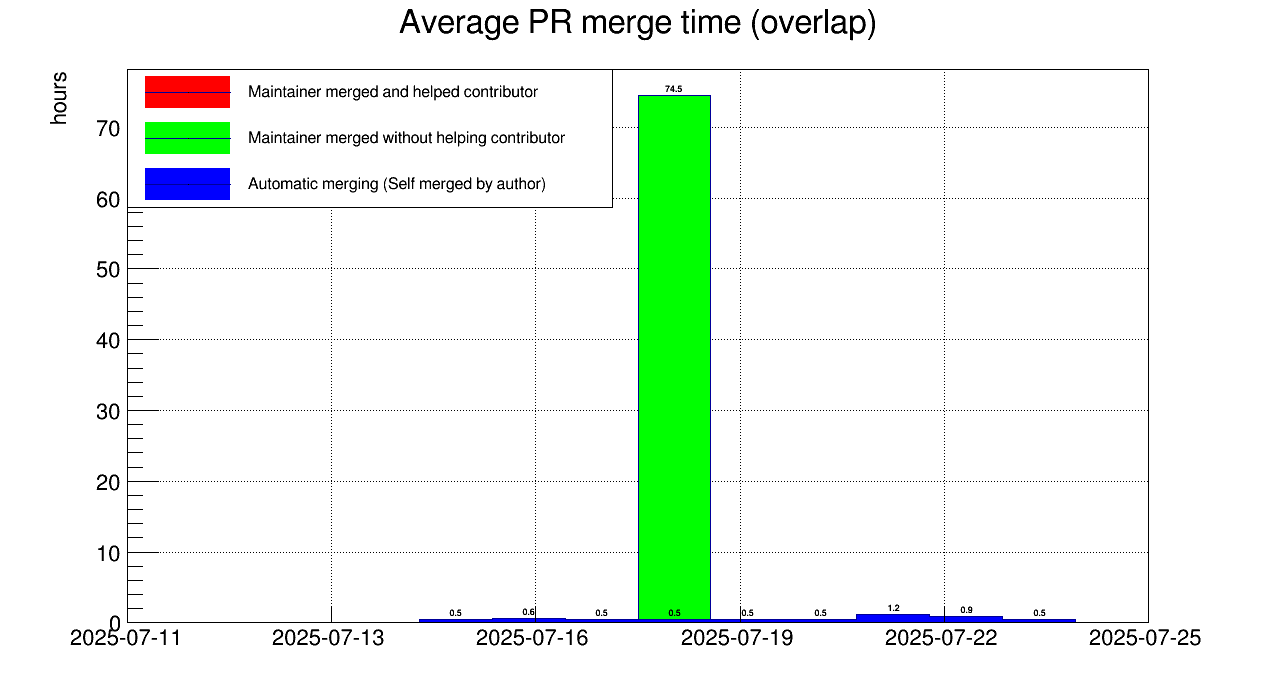 Average PR merge time (overlap)
hours
Maintainer merged and helped contributor
Maintainer merged without helping contributor
Automatic merging (Self merged by author)
74.5
70
60
50
40
30
20
10
0
0.5 0.6 0.5 0.5 0.5 0.5 1.2 0.9 0.5
2025-07-11 2025-07-13 2025-07-16 2025-07-19 2025-07-22 2025-07-25